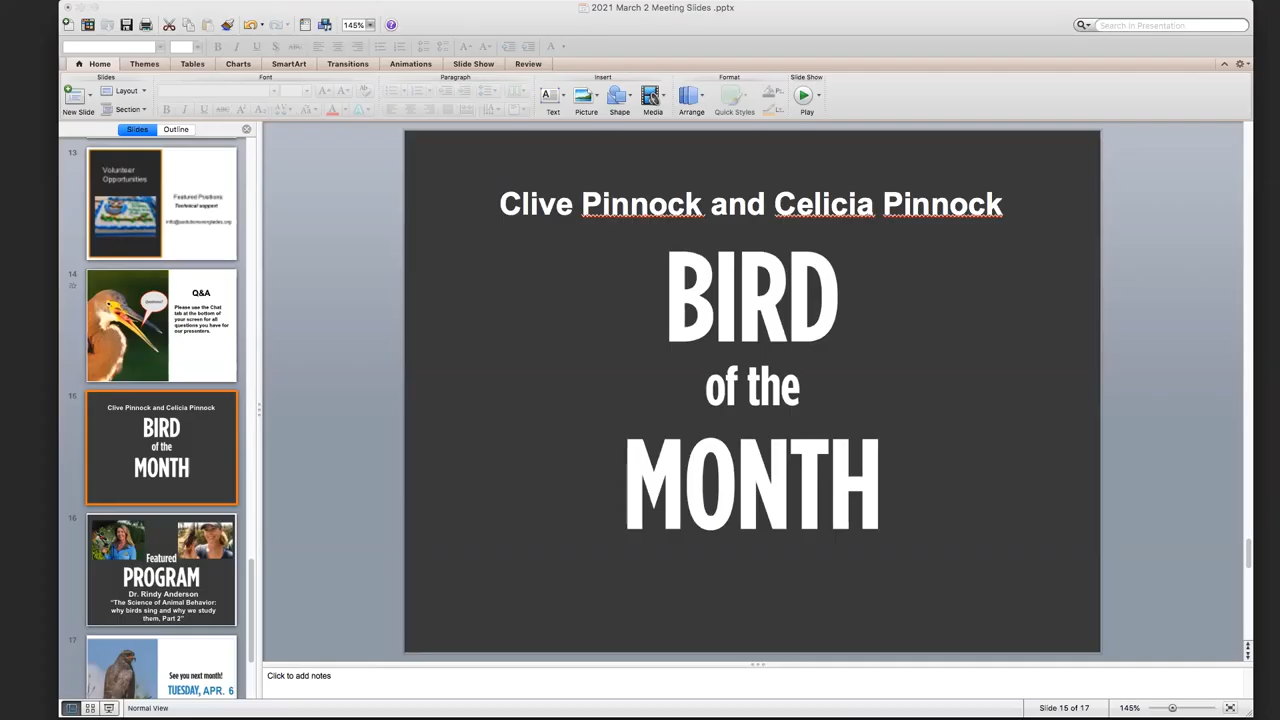 2021 March 2 Meeting Slides .pptx
145%
Search in Presentation
Home Themes Tables Charts SmartArt Transitions Animations Slide Show Review
Slides Font Paragraph Insert Format Slide Show
New Slide
Layout
Section
Text Picture Shape Media Arrange Quick Styles Play
Slides Outline
13
Volunteer
Opportunities
Featured Positions
Technical support
14
Questions?
Q&A
Please use the Chat
tab at the bottom of
your screen for all
questions you have for
our presenters.
15
Clive Pinnock and Celicia Pinnock
BIRD
of the
MONTH
16
Featured
PROGRAM
Dr. Rindy Anderson
"The Science of Animal Behavior:
why birds sing and why we study
them, Part 2"
17
See you next month!
TUESDAY, APR. 6
Clive Pinnock and Celicia Pinnock
BIRD
of the
MONTH
Click to add notes
Normal View
Slide 15 of 17
145%